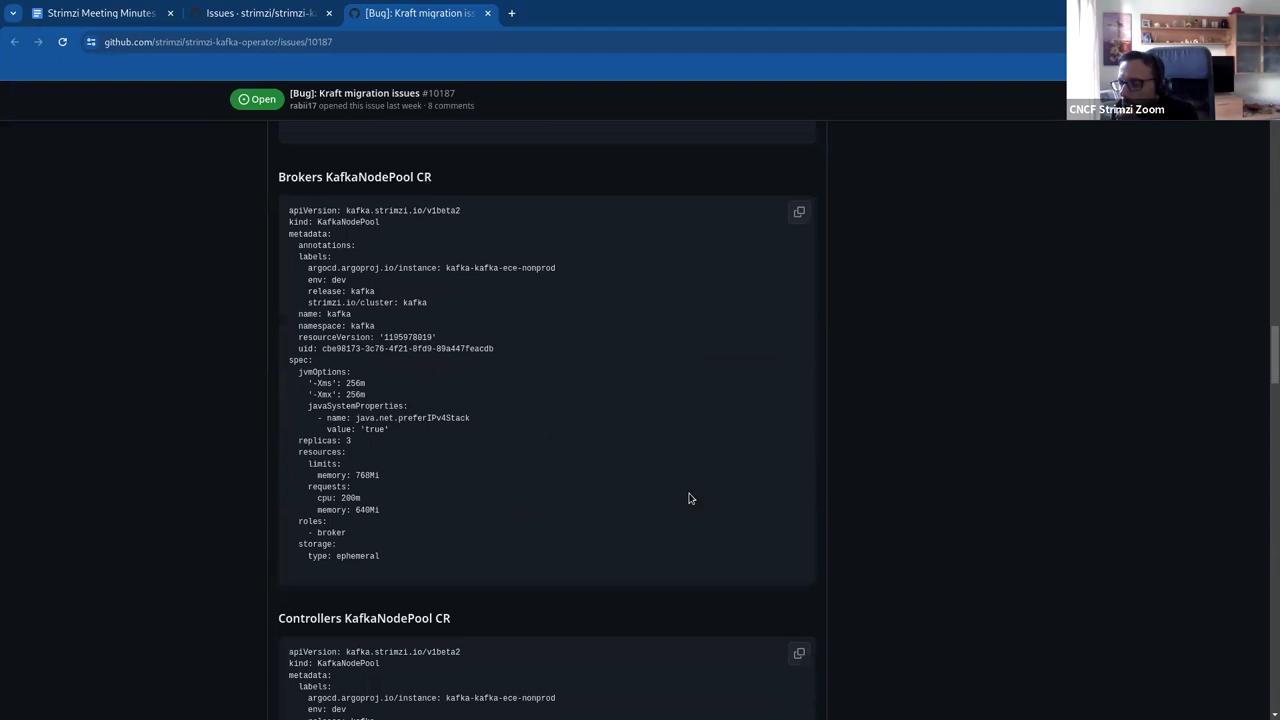 Strimzi Meeting Minutes
Issues · strimzi/strimzi-ka
[Bug]: Kraft migration iss
github.com/strimzi/strimzi-kafka-operator/issues/10187
CNCF Strimzi Zoom
Open
[Bug]: Kraft migration issues #10187
rabii17 opened this issue last week · 8 comments
Brokers KafkaNodePool CR
apiVersion: kafka.strimzi.io/v1beta2
kind: KafkaNodePool
metadata:
  annotations:
  labels:
    argocd.argoproj.io/instance: kafka-kafka-ece-nonprod
    env: dev
    release: kafka
    strimzi.io/cluster: kafka
  name: kafka
  namespace: kafka
  resourceVersion: '1195978019'
  uid: cbe98173-3c76-4f21-8fd9-89a447feacdb
spec:
  jvmOptions:
    '-Xms': 256m
    '-Xmx': 256m
    javaSystemProperties:
      - name: java.net.preferIPv4Stack
        value: 'true'
  replicas: 3
  resources:
    limits:
      memory: 768Mi
    requests:
      cpu: 200m
      memory: 640Mi
  roles:
    - broker
  storage:
    type: ephemeral
Controllers KafkaNodePool CR
apiVersion: kafka.strimzi.io/v1beta2
kind: KafkaNodePool
metadata:
  labels:
    argocd.argoproj.io/instance: kafka-kafka-ece-nonprod
    env: dev
    release: kafka